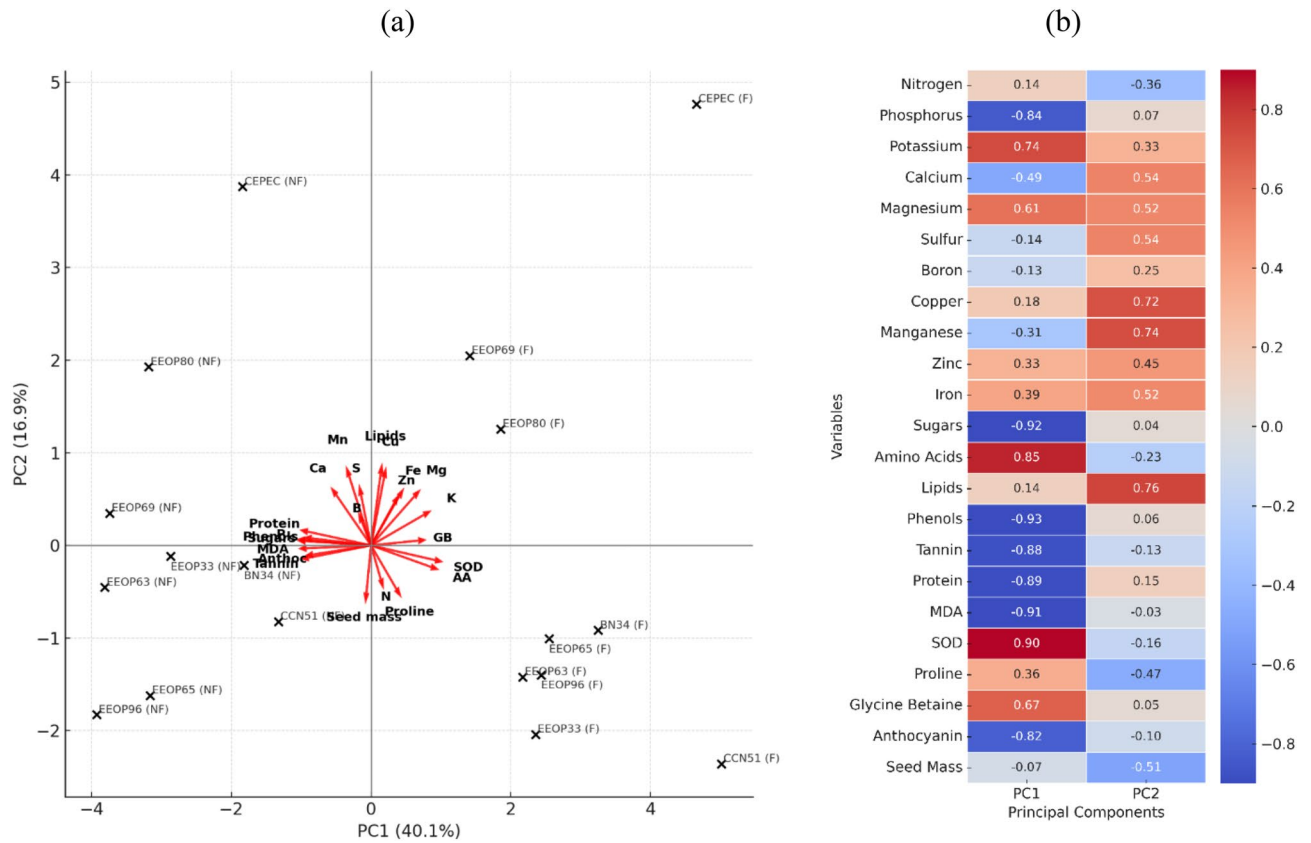 (a)
(b)
5
4
3
2
1
0
−1
−2
−4
−2
0
2
4
PC2 (16.9%)
PC1 (40.1%)
CEPEC (F)
CEPEC (NF)
EEOP69 (F)
EEOP80 (NF)
EEOP80 (F)
Lipids
Cu
Mn
Ca
S
Fe
Mg
Zn
K
B
EEOP69 (NF)
Protein
P
Phenols
Sugars
GB
MDA
Anthoc
Tannin
SOD
AA
EEOP33 (NF)
BN34 (NF)
EEOP63 (NF)
N
Proline
Seed mass
CCN51 (NF)
BN34 (F)
EEOP65 (F)
EEOP63 (F)
EEOP96 (F)
EEOP65 (NF)
EEOP96 (NF)
EEOP33 (F)
CCN51 (F)
Variables
Nitrogen 0.14 -0.36
Phosphorus -0.84 0.07
Potassium 0.74 0.33
Calcium -0.49 0.54
Magnesium 0.61 0.52
Sulfur -0.14 0.54
Boron -0.13 0.25
Copper 0.18 0.72
Manganese -0.31 0.74
Zinc 0.33 0.45
Iron 0.39 0.52
Sugars -0.92 0.04
Amino Acids 0.85 -0.23
Lipids 0.14 0.76
Phenols -0.93 0.06
Tannin -0.88 -0.13
Protein -0.89 0.15
MDA -0.91 -0.03
SOD 0.90 -0.16
Proline 0.36 -0.47
Glycine Betaine 0.67 0.05
Anthocyanin -0.82 -0.10
Seed Mass -0.07 -0.51
PC1 PC2
Principal Components
0.8
0.6
0.4
0.2
0.0
−0.2
−0.4
−0.6
−0.8